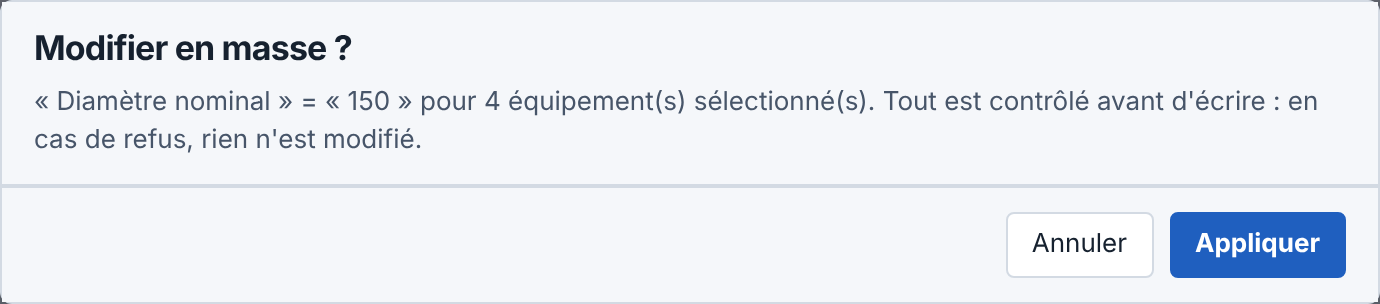 Modifier en masse ?
« Diamètre nominal » = « 150 » pour 4 équipement(s) sélectionné(s). Tout est contrôlé avant d'écrire : en
cas de refus, rien n'est modifié.
Annuler
Appliquer